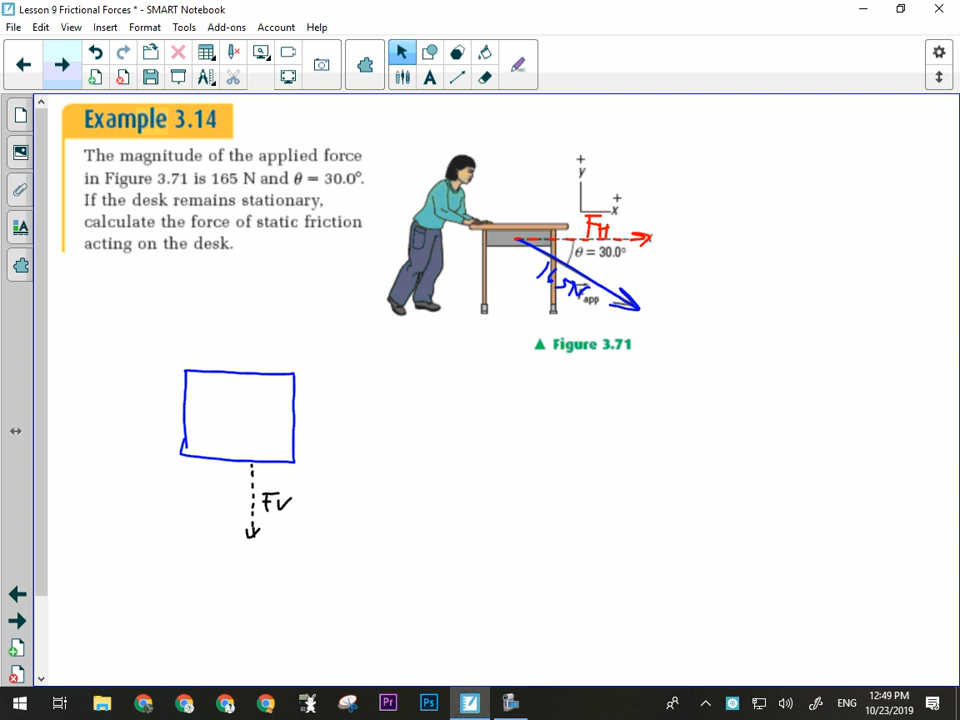 Lesson 9 Frictional Forces * - SMART Notebook
File Edit View Insert Format Tools Add-ons Account Help
Example 3.14
The magnitude of the applied force
in Figure 3.71 is 165 N and θ = 30.0°.
If the desk remains stationary,
calculate the force of static friction
acting on the desk.
+
y
+
x
FH
θ = 30.0°
165N
F app
▲ Figure 3.71
Fv
ENG
12:49 PM
10/23/2019